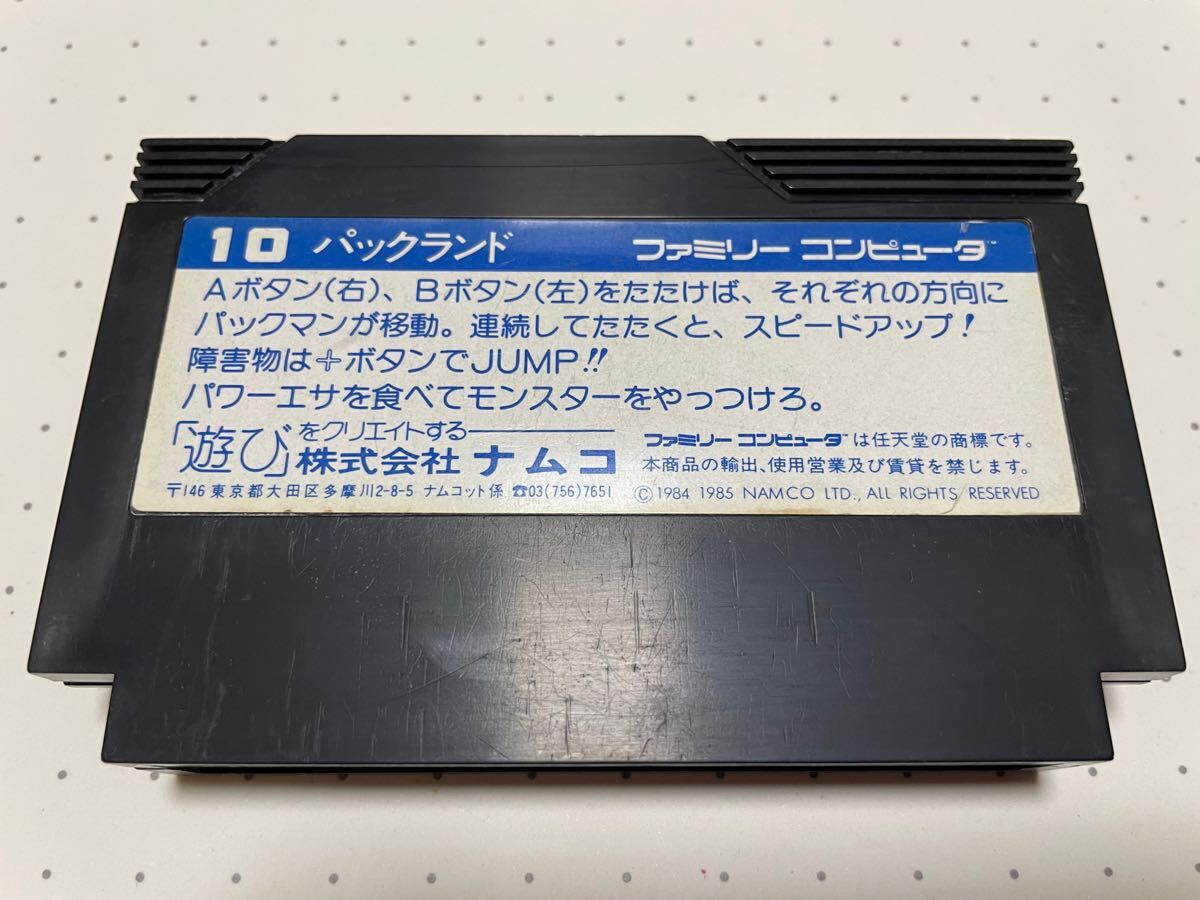 10 パックランド ファミリー コンピュータ™
Aボタン(右)、Bボタン(左)をたたけば、それぞれの方向に
パックマンが移動。連続してたたくと、スピードアップ!
障害物は+ボタンでJUMP!!
パワーエサを食べてモンスターをやっつけろ。
「遊び」をクリエイトする
株式会社 ナムコ
〒146 東京都大田区多摩川2-8-5 ナムコット係 ☎03(756)7651
ファミリー コンピュータ™は任天堂の商標です。
本商品の輸出、使用営業及び賃貸を禁じます。
©1984 1985 NAMCO LTD., ALL RIGHTS RESERVED